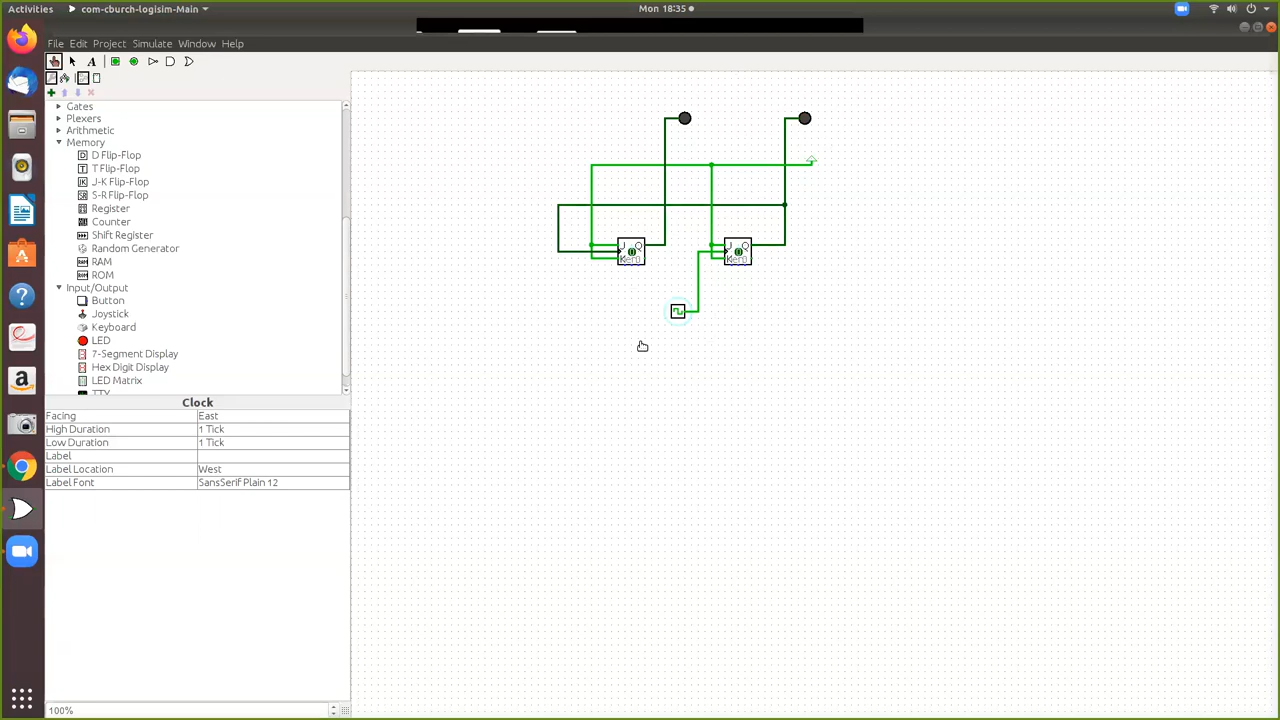 Activities com-cburch-logisim-Main Mon 18:35
File Edit Project Simulate Window Help
A
Gates
Plexers
Arithmetic
Memory
D D Flip-Flop
T T Flip-Flop
J-K Flip-Flop
S-R Flip-Flop
Register
Counter
Shift Register
Random Generator
RAM
ROM
Input/Output
Button
Joystick
Keyboard
LED
7-Segment Display
Hex Digit Display
LED Matrix
TTY
J Q J Q
0 0
K K
Clock
Facing East
High Duration 1 Tick
Low Duration 1 Tick
Label
Label Location West
Label Font SansSerif Plain 12
100%